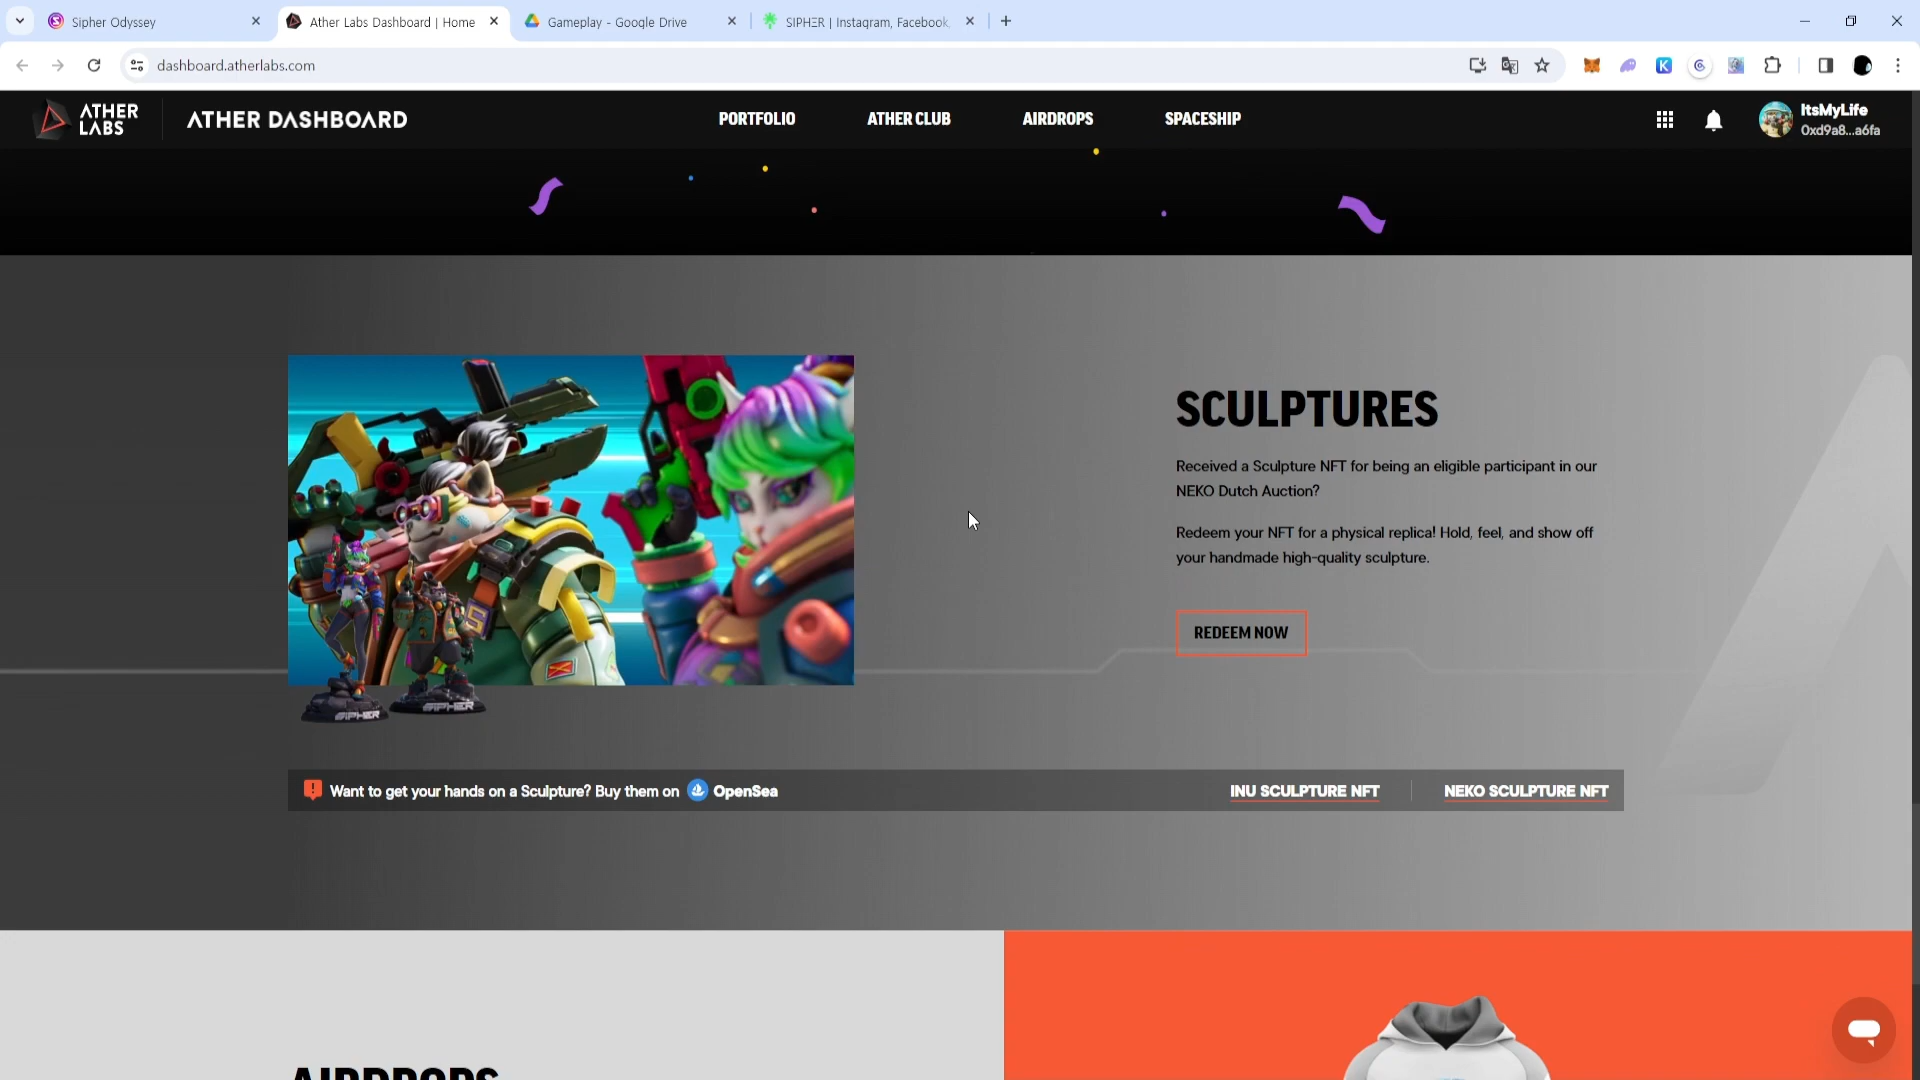 Sipher Odyssey
Ather Labs Dashboard | Home
Gameplay - Google Drive
SIPHΞR | Instagram, Facebook,
dashboard.atherlabs.com
ATHER
LABS
ATHER DASHBOARD
PORTFOLIO
ATHER CLUB
AIRDROPS
SPACESHIP
ItsMyLife
0xd9a8...a6fa
SCULPTURES
Received a Sculpture NFT for being an eligible participant in our
NEKO Dutch Auction?
Redeem your NFT for a physical replica! Hold, feel, and show off
your handmade high-quality sculpture.
REDEEM NOW
SIPHER
SIPHER
Want to get your hands on a Sculpture? Buy them on OpenSea
INU SCULPTURE NFT
NEKO SCULPTURE NFT
AIRDROPS